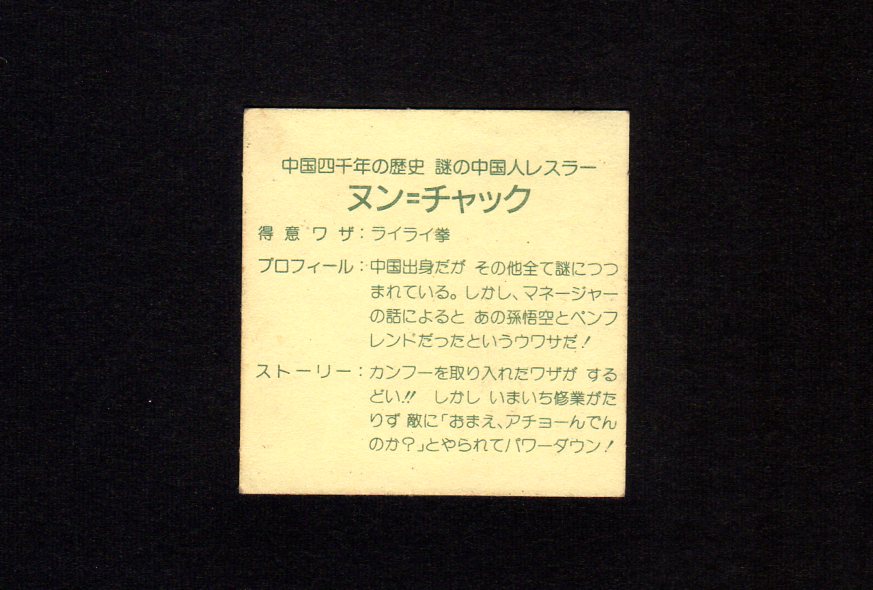 中国四千年の歴史 謎の中国人レスラー
ヌン=チャック
得意ワザ:ライライ拳
プロフィール:中国出身だが その他全て謎につつ
まれている。しかし、マネージャー
の話によると あの孫悟空とペンフ
レンドだったというウワサだ!
ストーリー:カンフーを取り入れたワザが する
どい!! しかし いまいち修業がた
りず 敵に「おまえ、アチョーんでん
のか?」とやられてパワーダウン!